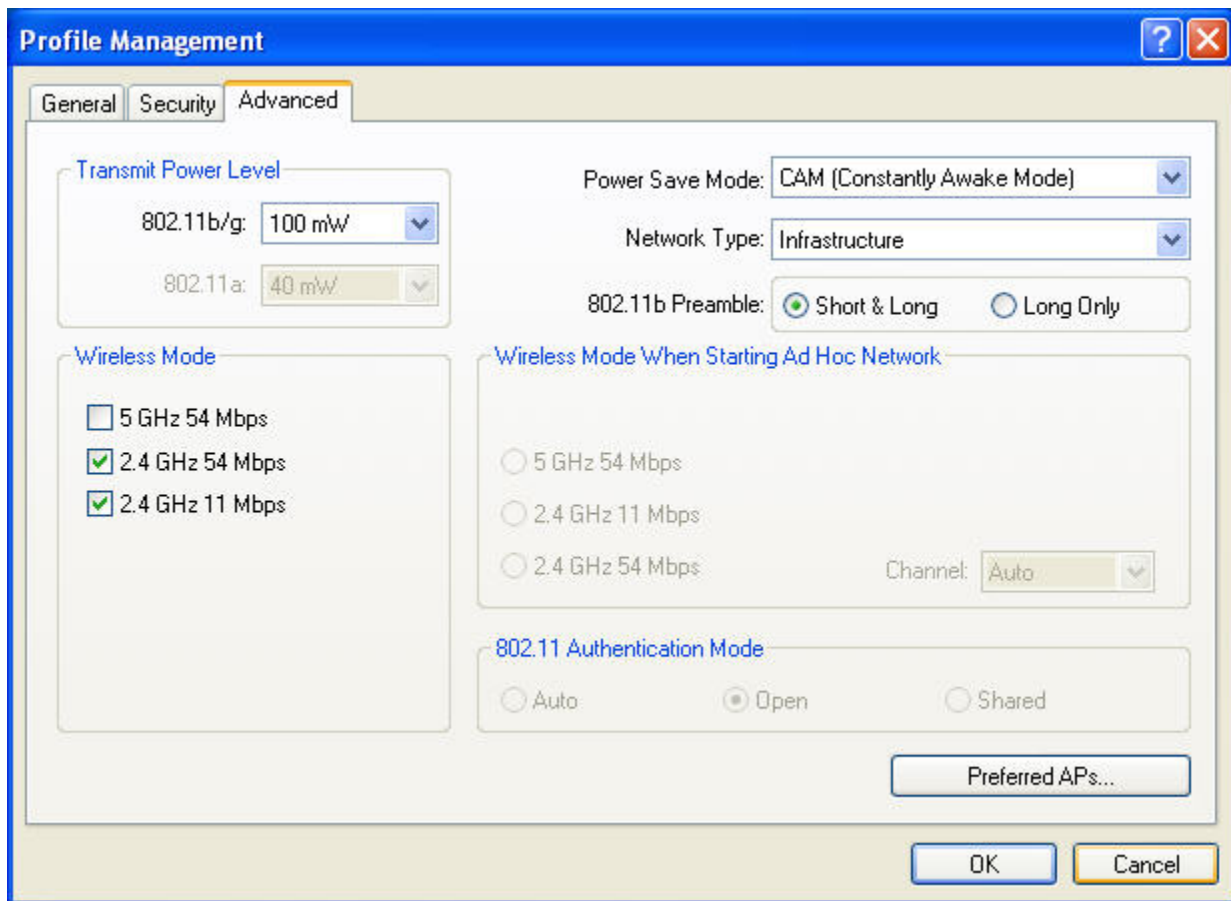 Profile Management
General Security Advanced
Transmit Power Level
802.11b/g: 100 mW
802.11a: 40 mW
Power Save Mode: CAM (Constantly Awake Mode)
Network Type: Infrastructure
802.11b Preamble: Short & Long Long Only
Wireless Mode
5 GHz 54 Mbps
2.4 GHz 54 Mbps
2.4 GHz 11 Mbps
Wireless Mode When Starting Ad Hoc Network
5 GHz 54 Mbps
2.4 GHz 11 Mbps
2.4 GHz 54 Mbps
Channel: Auto
802.11 Authentication Mode
Auto Open Shared
Preferred APs...
OK Cancel